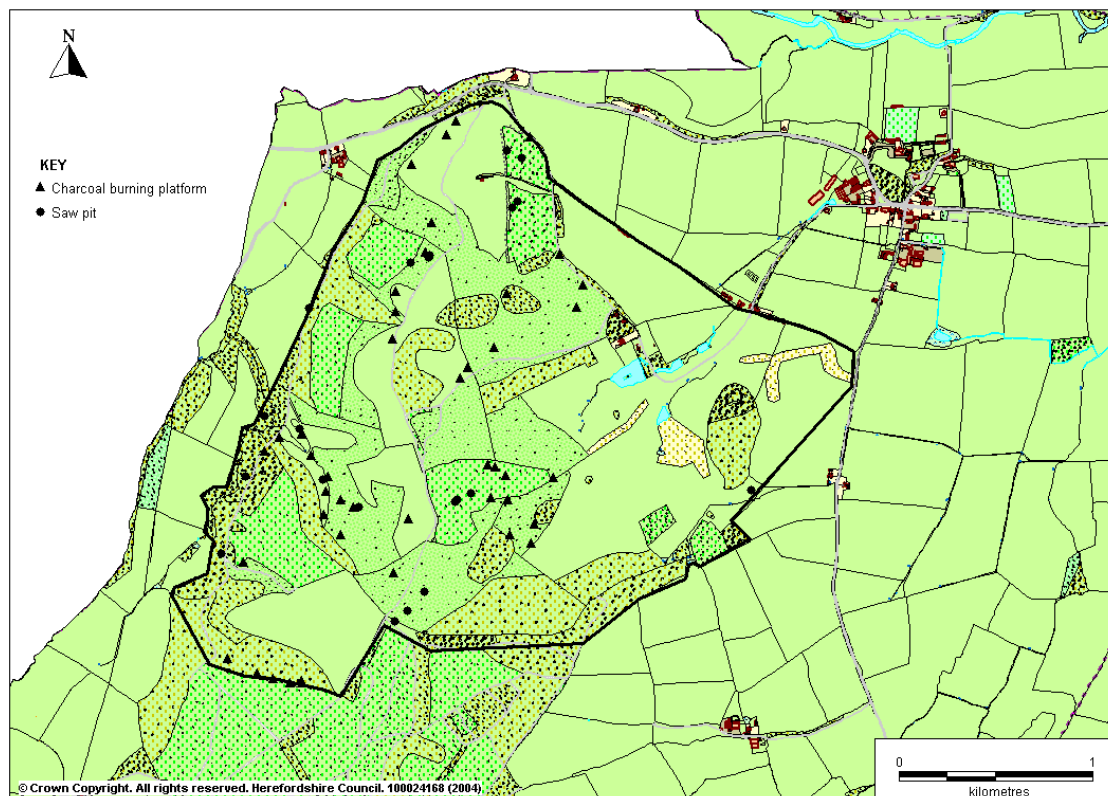 N
KEY
Charcoal burning platform
Saw pit
0 1
kilometres
© Crown Copyright. All rights reserved. Herefordshire Council. 100024168 (2004)